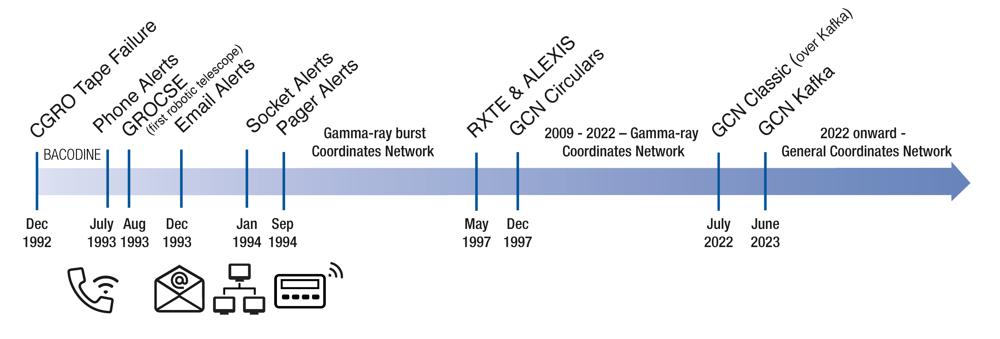 CGRO Tape Failure
Phone Alerts
GROCSE
(first robotic telescope)
Email Alerts
Socket Alerts
Pager Alerts
RXTE & ALEXIS
GCN Circulars
GCN Classic (over Kafka)
GCN Kafka
BACODINE
Gamma-ray burst
Coordinates Network
2009 - 2022 – Gamma-ray
Coordinates Network
2022 onward -
General Coordinates Network
Dec
1992
July
1993
Aug
1993
Dec
1993
Jan
1994
Sep
1994
May
1997
Dec
1997
July
2022
June
2023
@